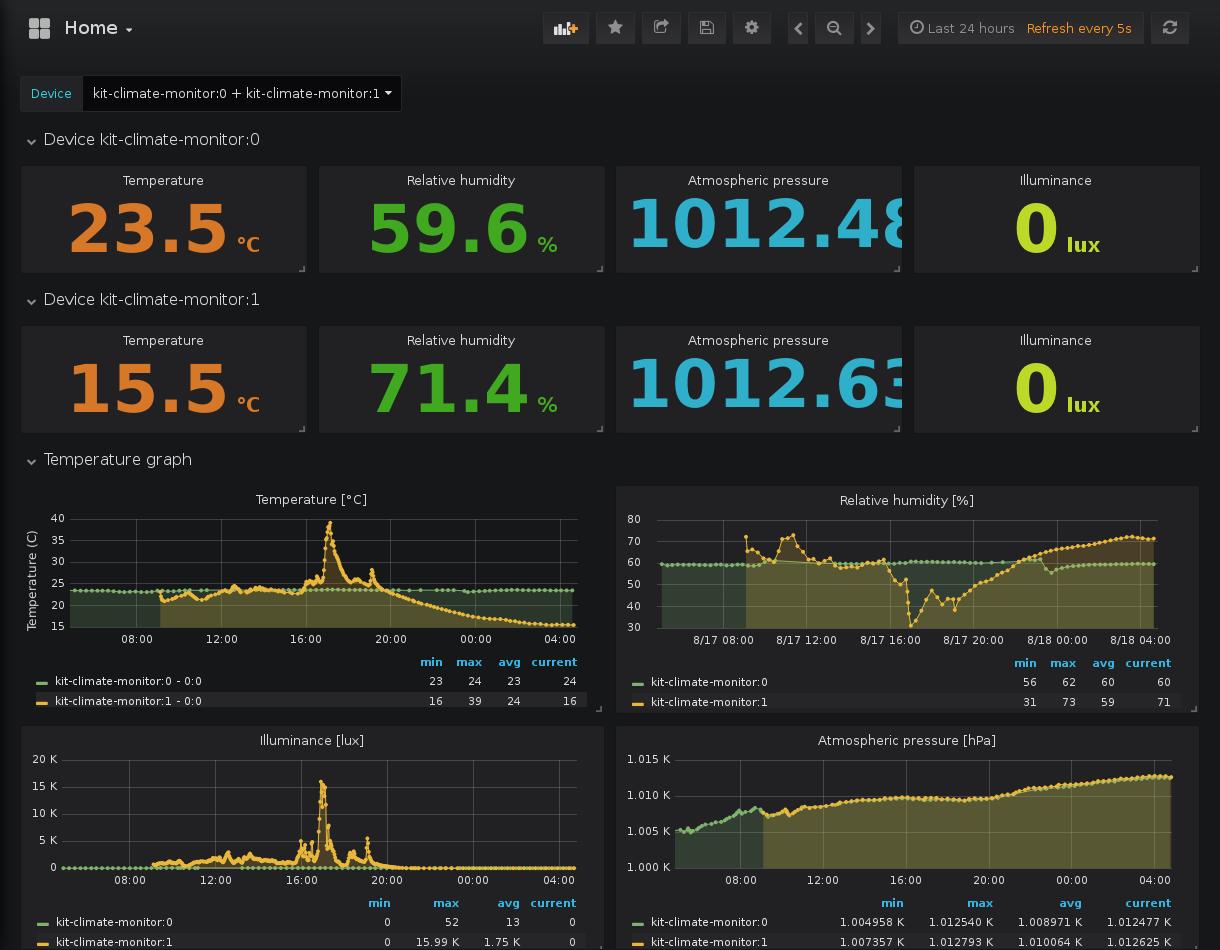 Home
Last 24 hours Refresh every 5s
Device kit-climate-monitor:0 + kit-climate-monitor:1
Device kit-climate-monitor:0
Temperature Relative humidity Atmospheric pressure Illuminance
23.5 °C 59.6 % 1012.48 0 lux
Device kit-climate-monitor:1
Temperature Relative humidity Atmospheric pressure Illuminance
15.5 °C 71.4 % 1012.63 0 lux
Temperature graph
Temperature [°C]
Temperature (C)
40
35
30
25
20
15
08:00 12:00 16:00 20:00 00:00 04:00
min max avg current
kit-climate-monitor:0 - 0:0 23 24 23 24
kit-climate-monitor:1 - 0:0 16 39 24 16
Relative humidity [%]
80
70
60
50
40
30
8/17 08:00 8/17 12:00 8/17 16:00 8/17 20:00 8/18 00:00 8/18 04:00
min max avg current
kit-climate-monitor:0 56 62 60 60
kit-climate-monitor:1 31 73 59 71
Illuminance [lux]
20 K
15 K
10 K
5 K
0
08:00 12:00 16:00 20:00 00:00 04:00
min max avg current
kit-climate-monitor:0 0 52 13 0
kit-climate-monitor:1 0 15.99 K 1.75 K 0
Atmospheric pressure [hPa]
1.015 K
1.010 K
1.005 K
1.000 K
08:00 12:00 16:00 20:00 00:00 04:00
min max avg current
kit-climate-monitor:0 1.004958 K 1.012540 K 1.008971 K 1.012477 K
kit-climate-monitor:1 1.007357 K 1.012793 K 1.010064 K 1.012625 K